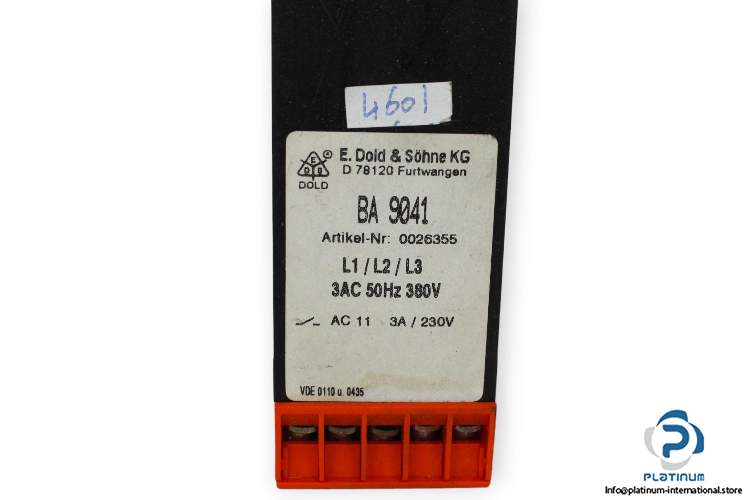 4601
E. Dold & Söhne KG
D 78120 Furtwangen
E
D D
®
DOLD
BA 9041
Artikel-Nr: 0026355
L1 / L2 / L3
3AC 50Hz 380V
AC 11 3A / 230V
VDE 0110 u. 0435
PLATINUM
INTERNATIONAL
Info@platinum-international.store